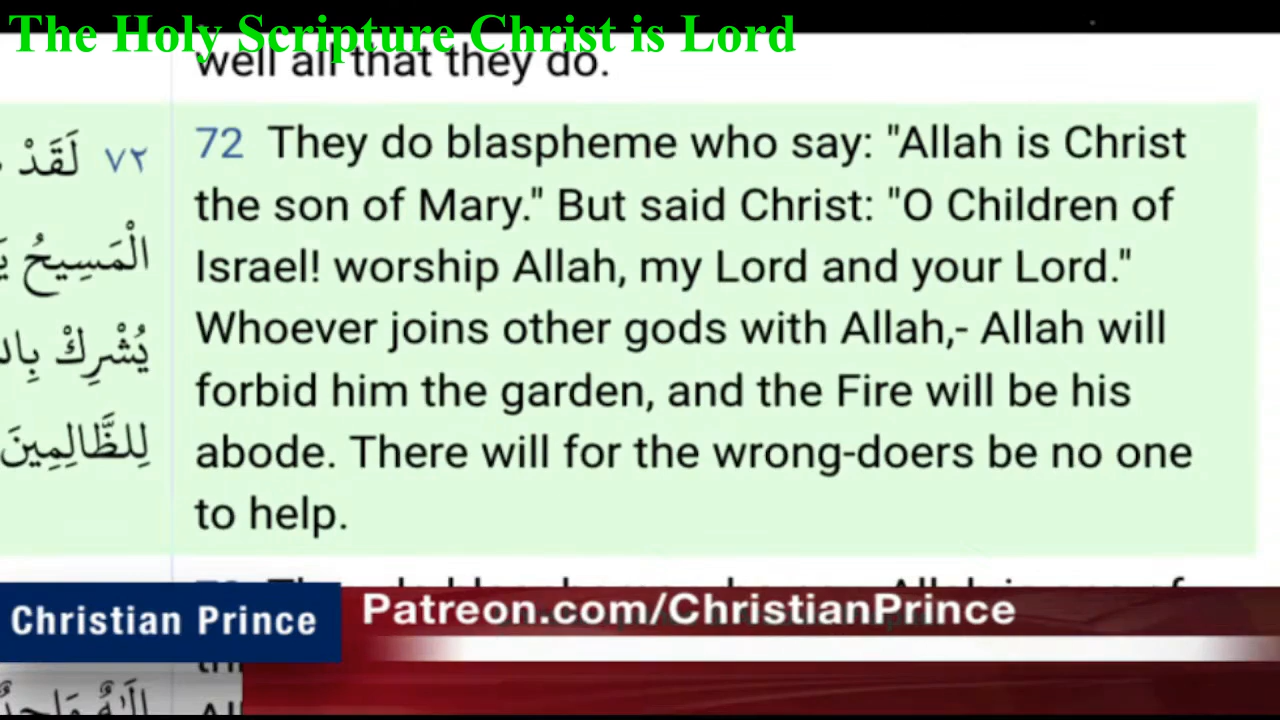 The Holy Scripture Christ is Lord
well all that they do.
72 They do blaspheme who say: "Allah is Christ
the son of Mary." But said Christ: "O Children of
Israel! worship Allah, my Lord and your Lord."
Whoever joins other gods with Allah,- Allah will
forbid him the garden, and the Fire will be his
abode. There will for the wrong-doers be no one
to help.
٧٢ لَقَدْ
الْمَسِيحُ
يُشْرِكْ
لِلظَّالِمِينَ
Christian Prince
Patreon.com/ChristianPrince